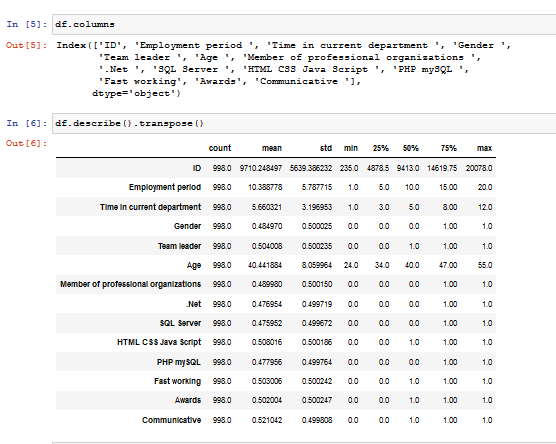 In [5]: df.columns
Out[5]: Index(['ID', 'Employment period ', 'Time in current department ', 'Gender ',
'Team leader ', 'Age ', 'Member of professional organizations ',
'.Net ', 'SQL Server ', 'HTML CSS Java Script ', 'PHP mySQL ',
'Fast working', 'Awards', 'Communicative '],
dtype='object')
In [6]: df.describe().transpose()
Out[6]:
count mean std min 25% 50% 75% max
ID 998.0 9710.248497 5639.386232 235.0 4878.5 9413.0 14619.75 20078.0
Employment period 998.0 10.388778 5.787715 1.0 5.0 10.0 15.00 20.0
Time in current department 998.0 5.660321 3.196953 1.0 3.0 5.0 8.00 12.0
Gender 998.0 0.484970 0.500025 0.0 0.0 0.0 1.00 1.0
Team leader 998.0 0.504008 0.500235 0.0 0.0 1.0 1.00 1.0
Age 998.0 40.441884 8.059964 24.0 34.0 40.0 47.00 55.0
Member of professional organizations 998.0 0.489980 0.500150 0.0 0.0 0.0 1.00 1.0
.Net 998.0 0.476954 0.499719 0.0 0.0 0.0 1.00 1.0
SQL Server 998.0 0.475952 0.499672 0.0 0.0 0.0 1.00 1.0
HTML CSS Java Script 998.0 0.508016 0.500186 0.0 0.0 1.0 1.00 1.0
PHP mySQL 998.0 0.477956 0.499764 0.0 0.0 0.0 1.00 1.0
Fast working 998.0 0.503006 0.500242 0.0 0.0 1.0 1.00 1.0
Awards 998.0 0.502004 0.500247 0.0 0.0 1.0 1.00 1.0
Communicative 998.0 0.521042 0.499808 0.0 0.0 1.0 1.00 1.0